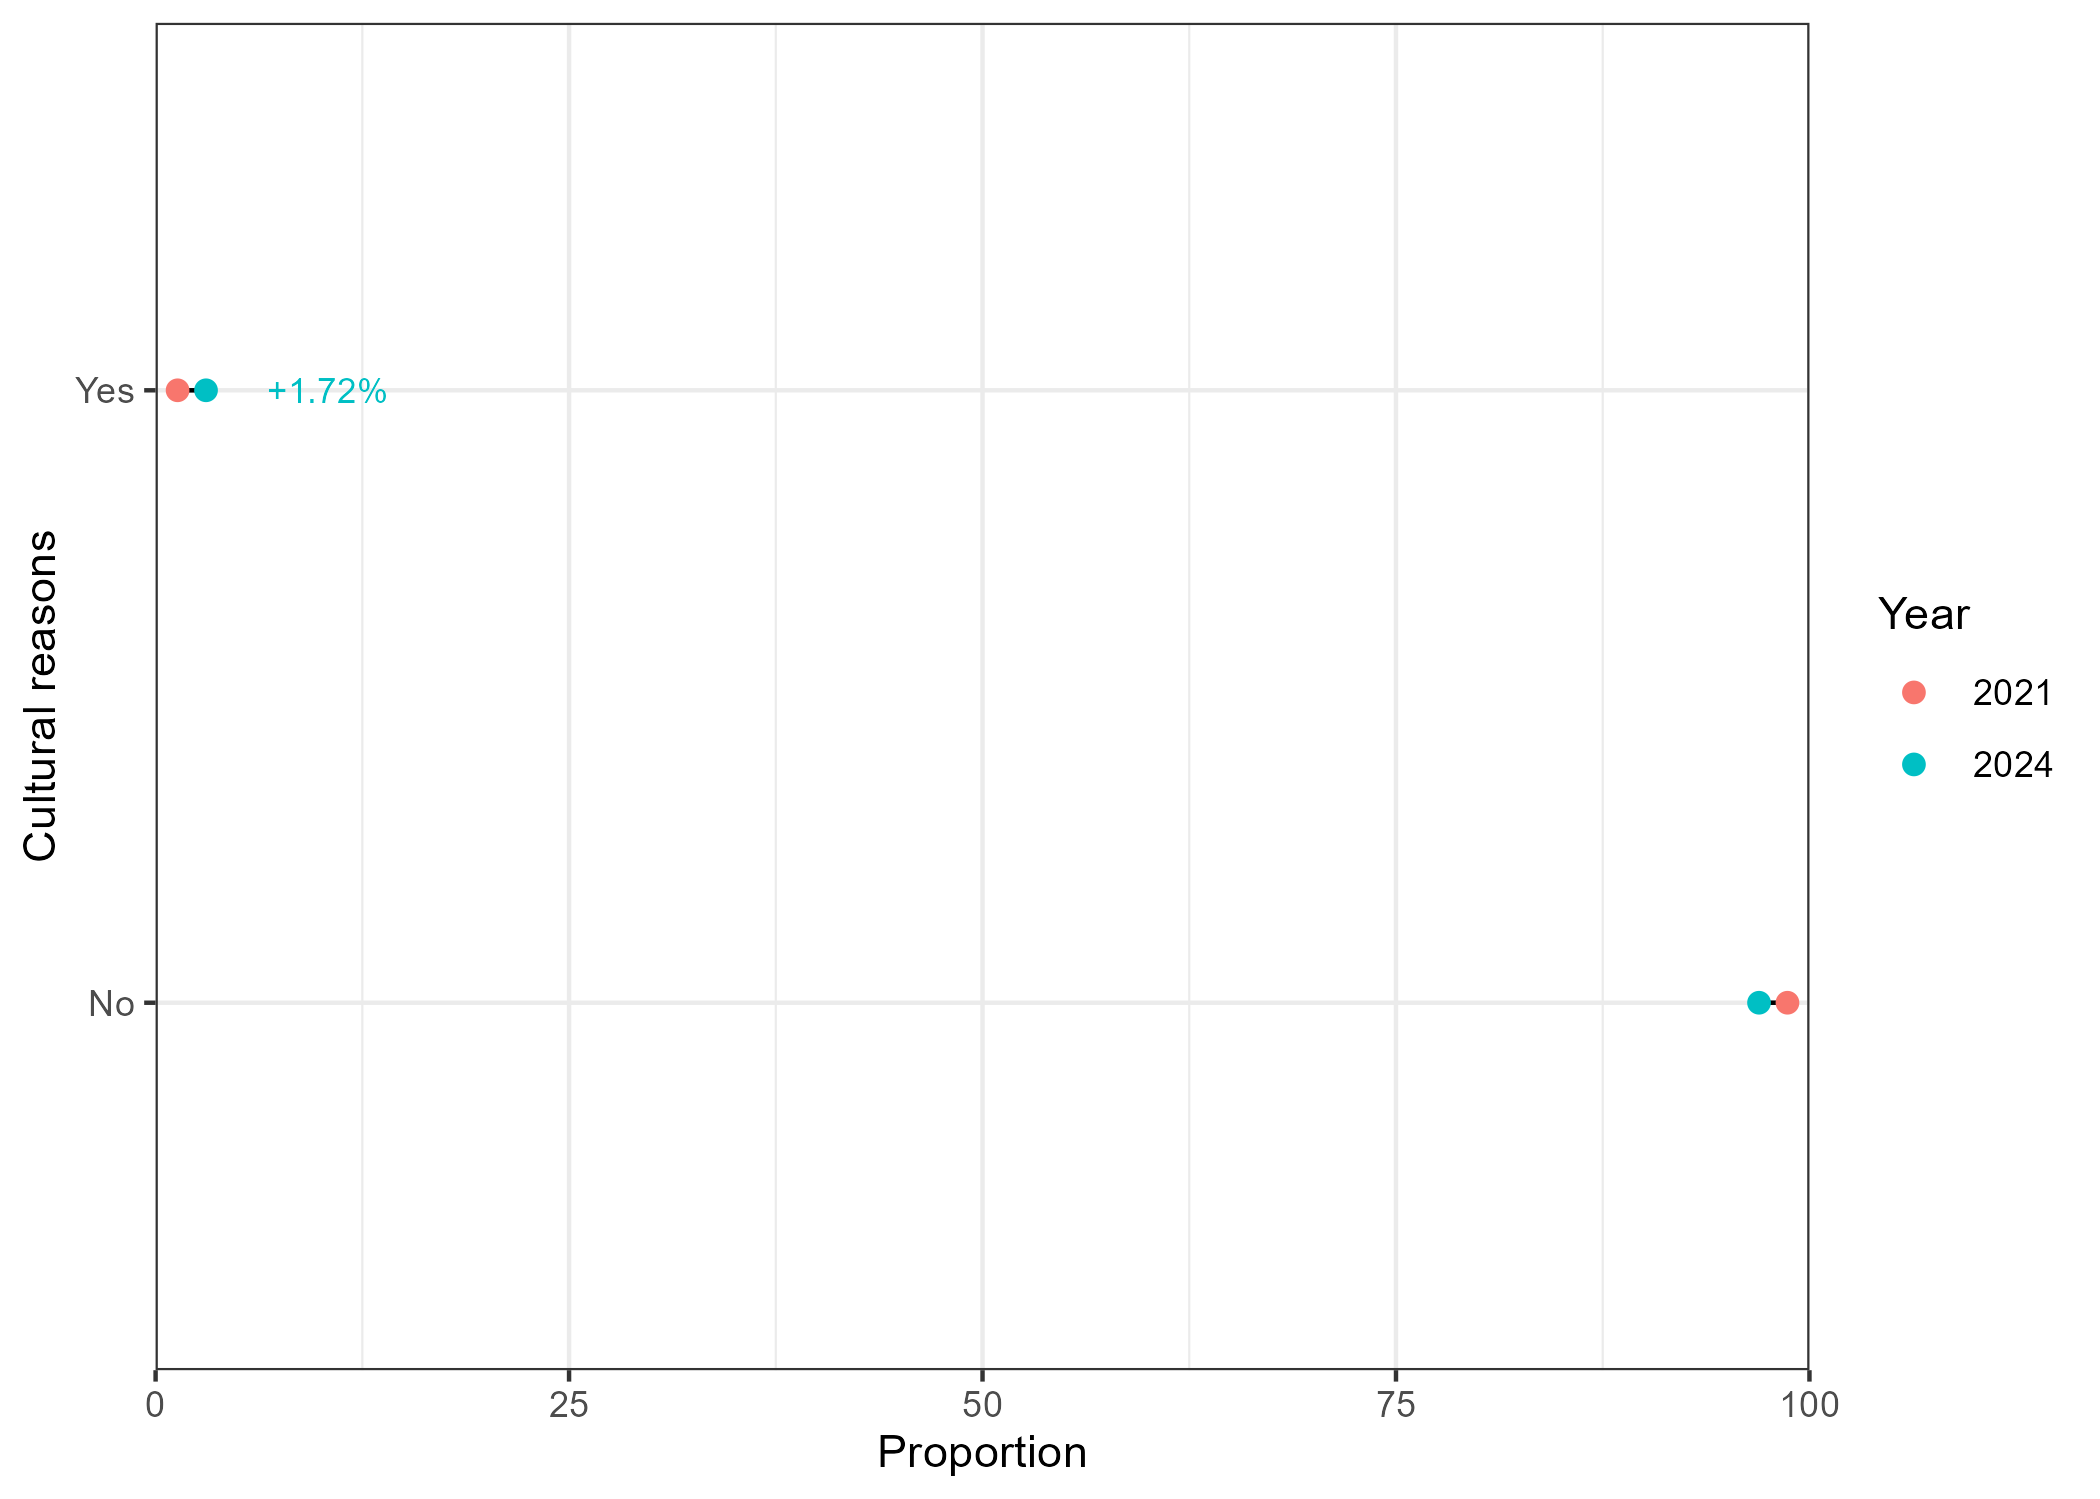 Cultural reasons
Yes
+1.72%
No
0
25
50
75
100
Proportion
Year
2021
2024